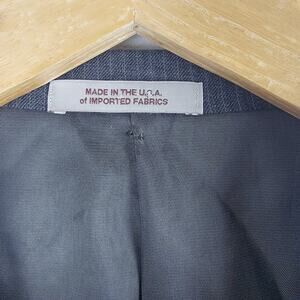 MADE IN THE U.S.A.
of IMPORTED FABRICS